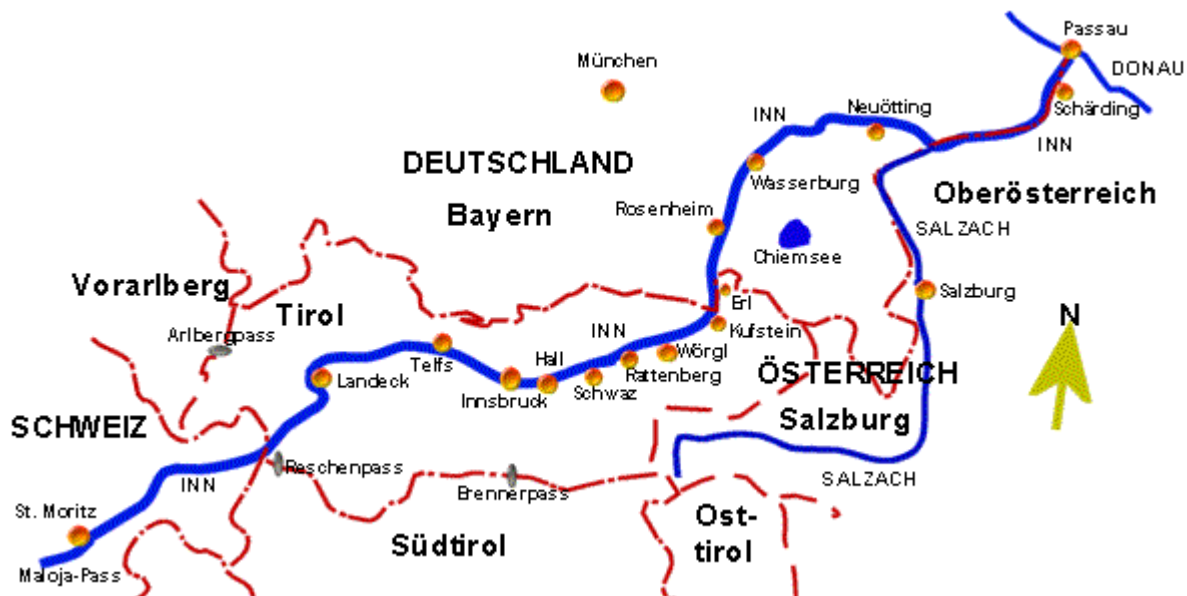 Passau
DONAU
München
Schärding
Neuötting
INN
INN
DEUTSCHLAND
Bayern
Wasserburg
Oberösterreich
Rosenheim
SALZACH
Chiemsee
Vorarlberg
Tirol
Salzburg
Erl
N
Arlbergpass
INN
Kufstein
Hall
Wörgl
Telfs
Rattenberg
ÖSTERREICH
Landeck
Innsbruck
Schwaz
SCHWEIZ
Salzburg
Reschenpass
INN
Brennerpass
SALZACH
St. Moritz
Südtirol
Ost-
tirol
Maloja-Pass